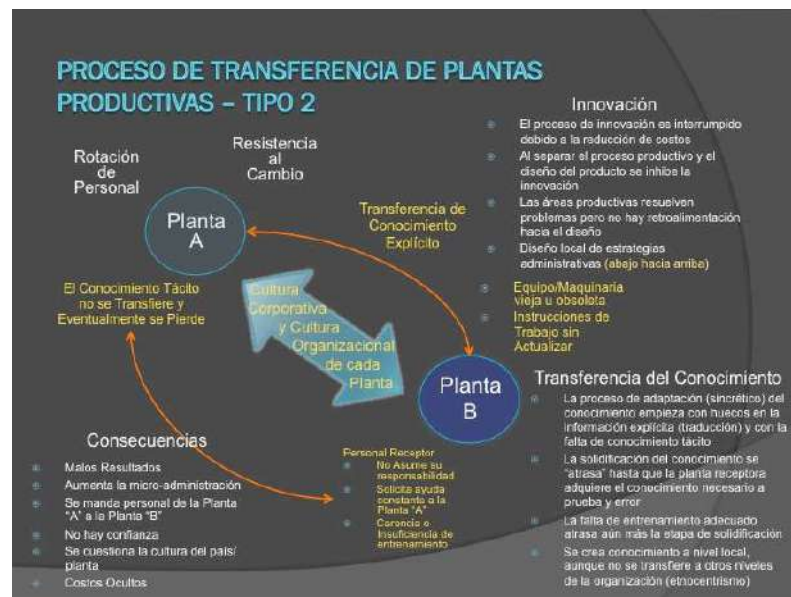 PROCESO DE TRANSFERENCIA DE PLANTAS
PRODUCTIVAS – TIPO 2
Rotación
de
Personal
Resistencia
al
Cambio
Planta
A
Transferencia de
Conocimiento
Explícito
El Conocimiento Tácito
no se Transfiere y
Eventualmente se Pierde
Cultura
Corporativa
y Cultura
Organizacional
de cada
Planta
Planta
B
Innovación
El proceso de innovación es interrumpido
debido a la reducción de costos
Al separar el proceso productivo y el
diseño del producto se inhibe la
innovación
Las áreas productivas resuelven
problemas pero no hay retroalimentación
hacia el diseño
Diseño local de estrategias
administrativas (abajo hacia arriba)
Equipo/Maquinaria
vieja u obsoleta
Instrucciones de
Trabajo sin
Actualizar
Consecuencias
Malos Resultados
Aumenta la micro-administración
Se manda personal de la Planta
“A” a la Planta “B”
No hay confianza
Se cuestiona la cultura del país/
planta
Costos Ocultos
Personal Receptor
No Asume su
responsabilidad
Solicita ayuda
constante a la
Planta “A”
Carencia o
Insuficiencia de
entrenamiento
Transferencia del Conocimiento
La proceso de adaptación (sincrético) del
conocimiento empieza con huecos en la
información explícita (traducción) y con la
falta de conocimiento tácito
La solidificación del conocimiento se
“atrasa” hasta que la planta receptora
adquiere el conocimiento necesario a
prueba y error
La falta de entrenamiento adecuado
atrasa aún más la etapa de solidificación
Se crea conocimiento a nivel local,
aunque no se transfiere a otros niveles
de la organización (etnocentrismo)